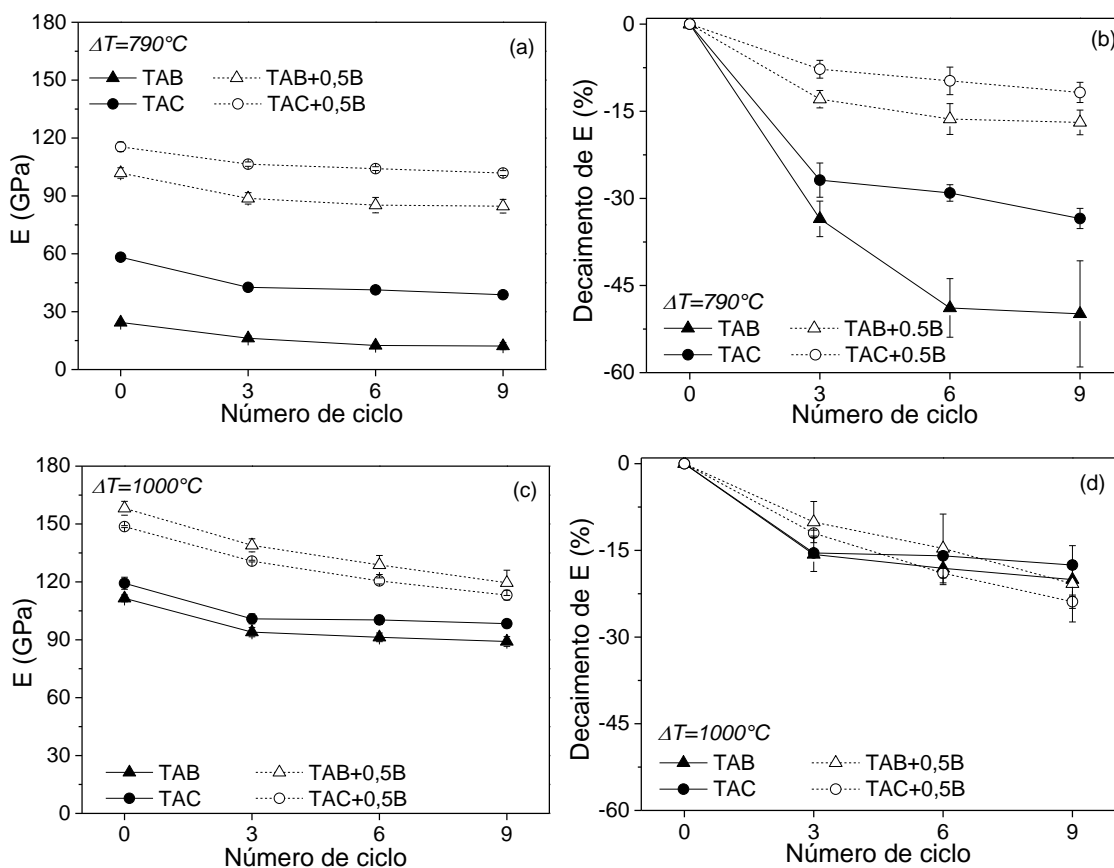 180
150
120
90
60
30
0
E (GPa)
ΔT=790°C
(a)
TAB
TAB+0,5B
TAC
TAC+0,5B
0 3 6 9
Número de ciclo
0
-15
-30
-45
-60
Decaimento de E (%)
(b)
ΔT=790°C
TAB
TAB+0.5B
TAC
TAC+0.5B
0 3 6 9
Número de ciclo
180
150
120
90
60
30
0
E (GPa)
ΔT=1000°C
(c)
TAB
TAB+0,5B
TAC
TAC+0,5B
0 3 6 9
Número de ciclo
0
-15
-30
-45
-60
Decaimento de E (%)
(d)
ΔT=1000°C
TAB
TAB+0,5B
TAC
TAC+0,5B
0 3 6 9
Número de ciclo